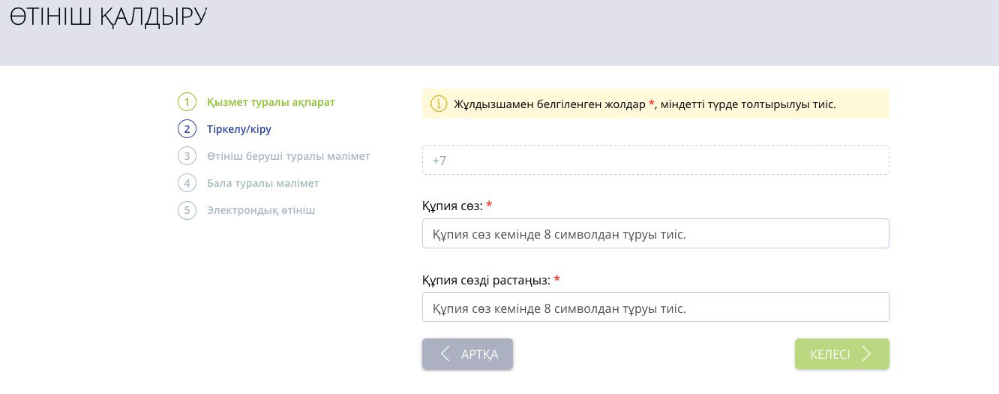 ӨТІНІШ ҚАЛДЫРУ
1 Қызмет туралы ақпарат
2 Тіркелу/кіру
3 Өтініш беруші туралы мәлімет
4 Бала туралы мәлімет
5 Электрондық өтініш
Жұлдызшамен белгіленген жолдар *, міндетті түрде толтырылуы тиіс.
+7
Құпия сөз: *
Құпия сөз кемінде 8 символдан тұруы тиіс.
Құпия сөзді растаңыз: *
Құпия сөз кемінде 8 символдан тұруы тиіс.
АРТҚА
КЕЛЕСІ